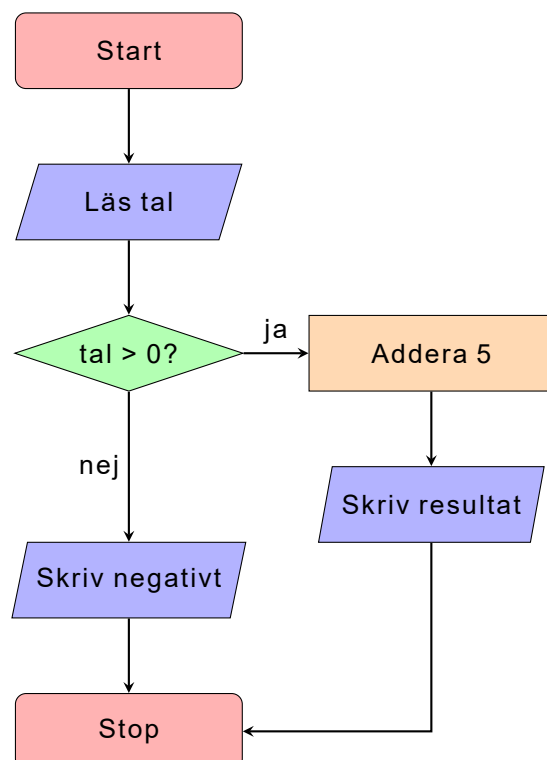 Start
Läs tal
tal > 0?
ja
Addera 5
nej
Skriv resultat
Skriv negativt
Stop